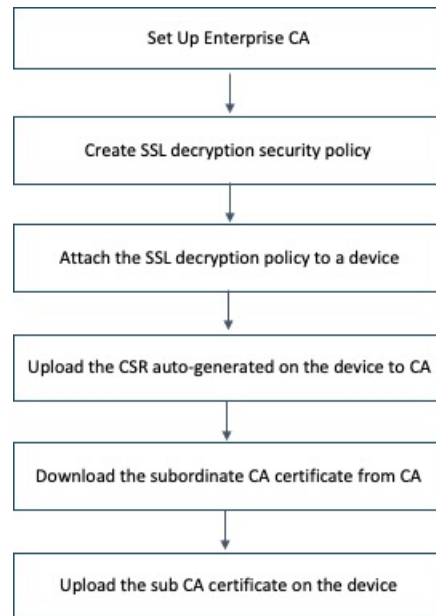 Set Up Enterprise CA
Create SSL decryption security policy
Attach the SSL decryption policy to a device
Upload the CSR auto-generated on the device to CA
Download the subordinate CA certificate from CA
Upload the sub CA certificate on the device